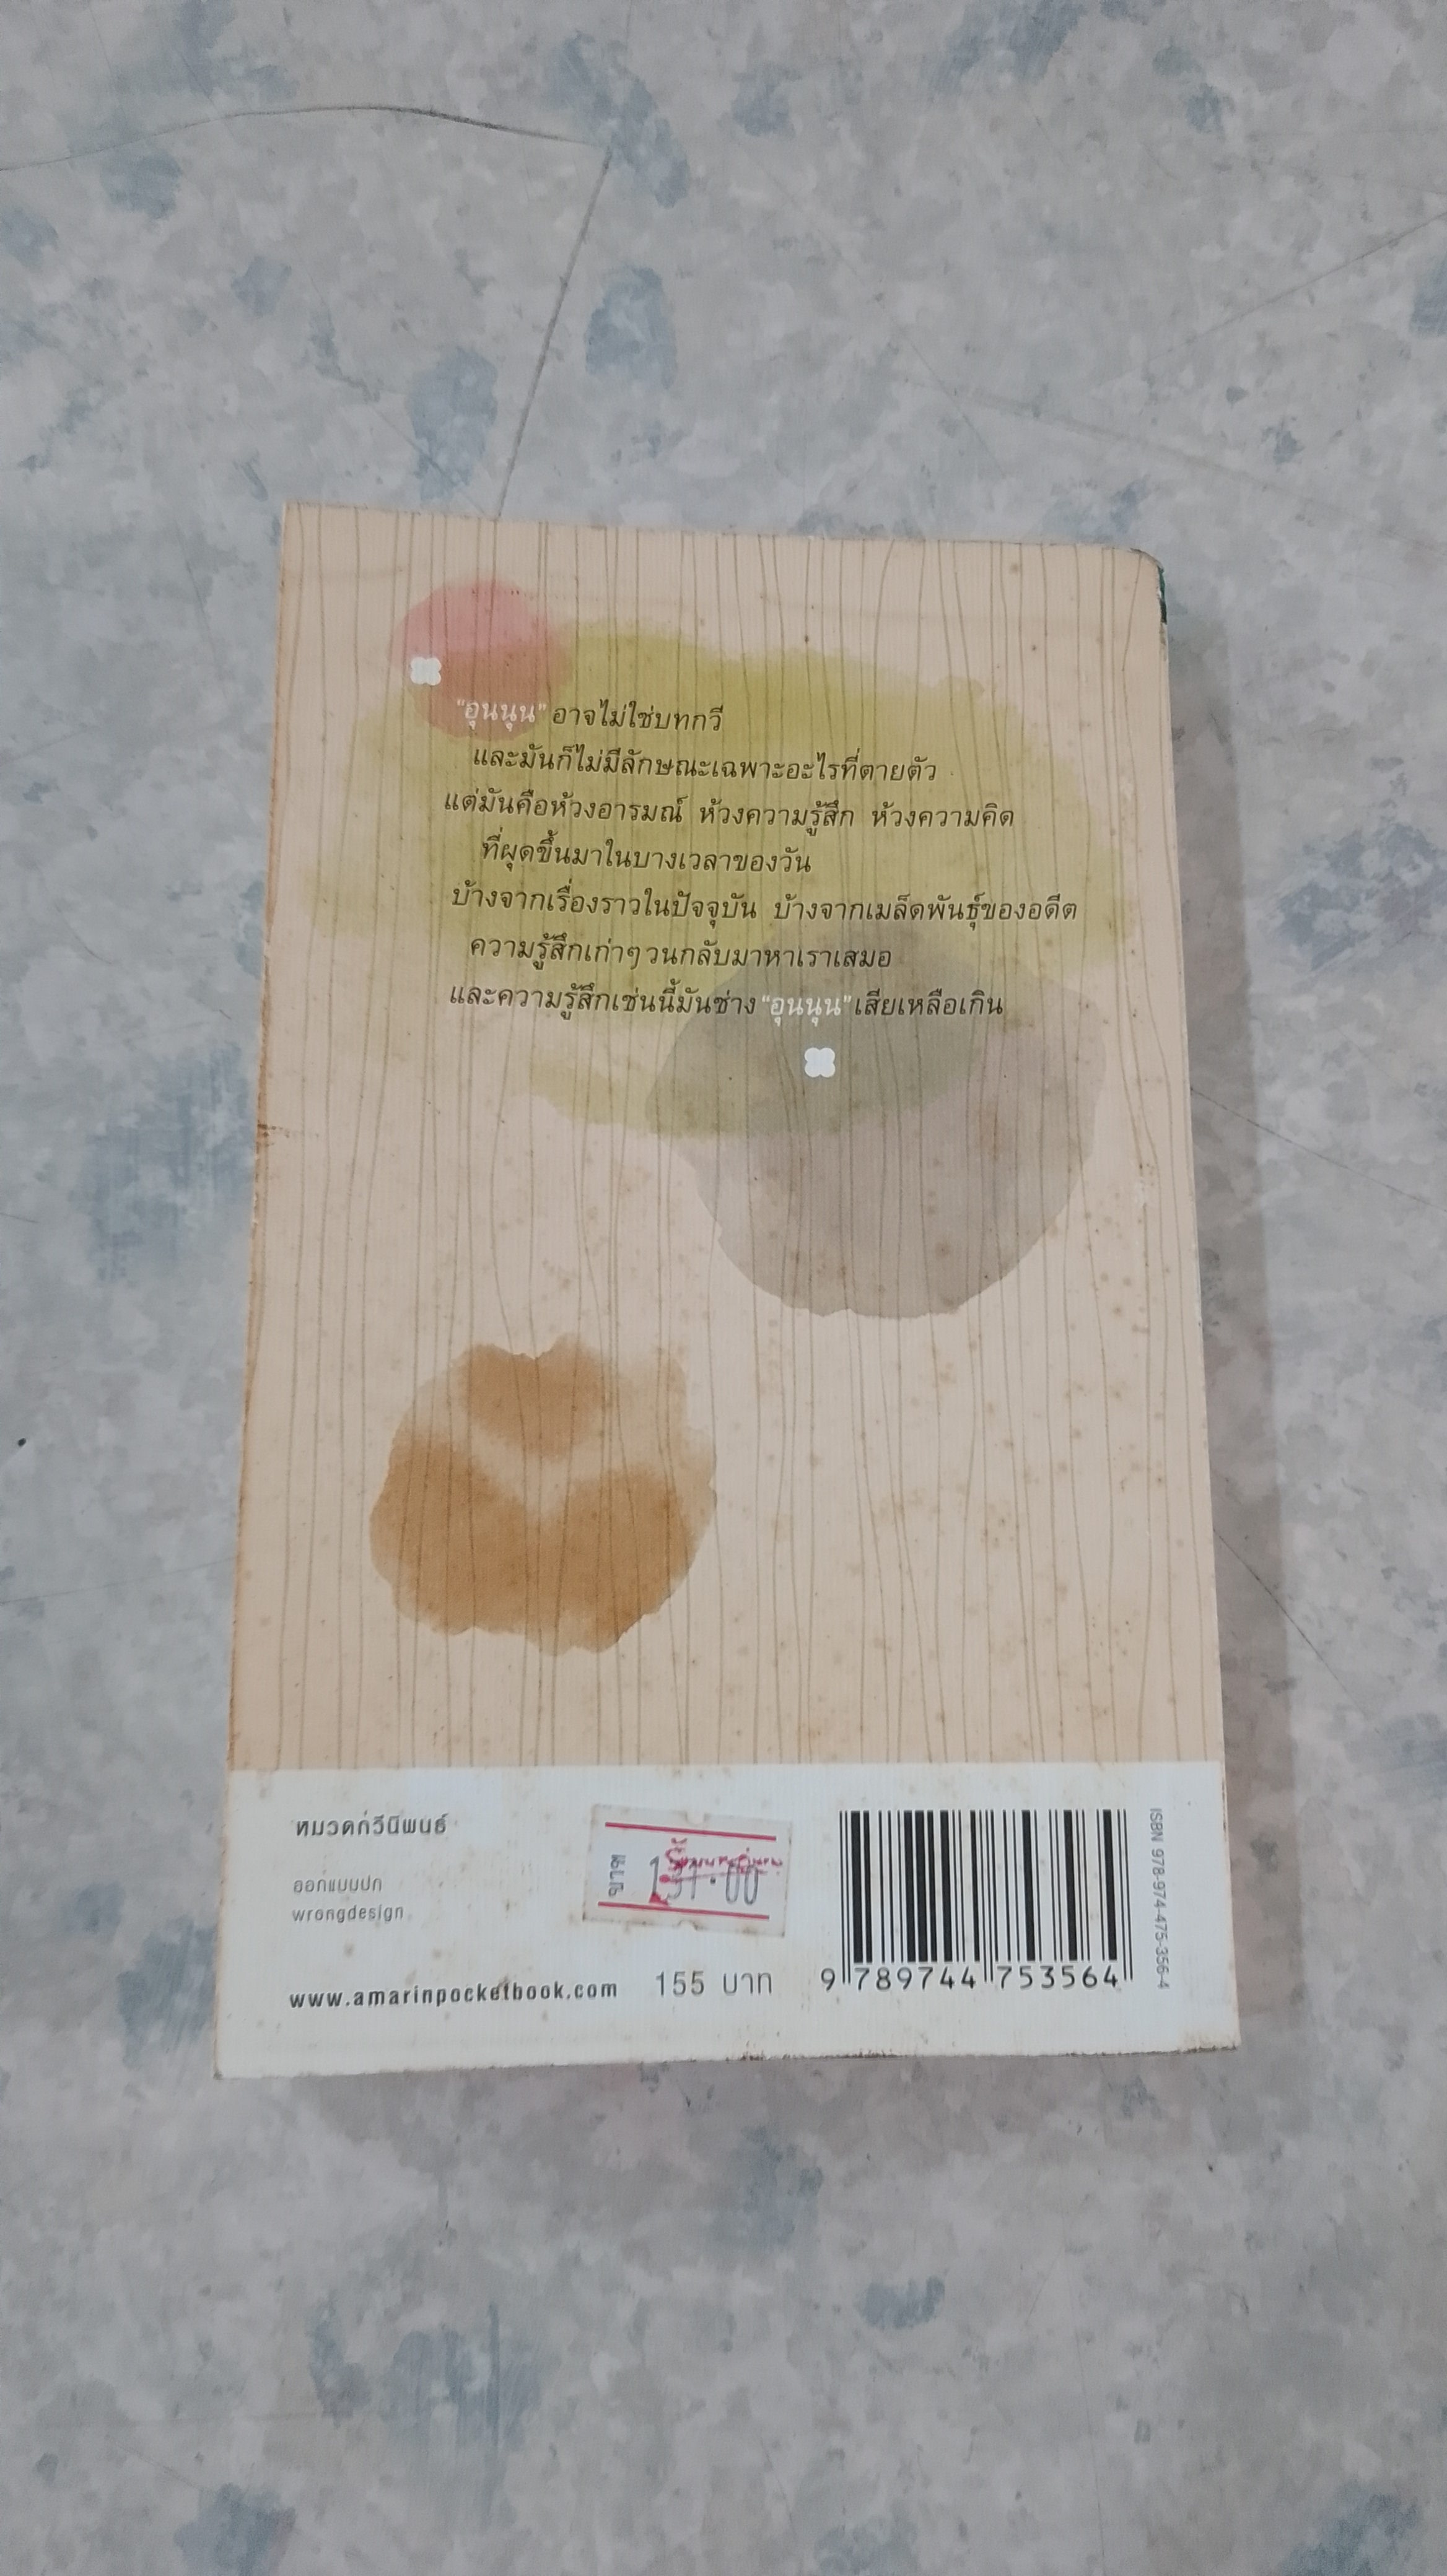 "อุนนุน" อาจไม่ใช่บทกวี
และมันก็ไม่มีลักษณะเฉพาะอะไรที่ตายตัว
แต่มันคือห้วงอารมณ์ ห้วงความรู้สึก ห้วงความคิด
ที่ผุดขึ้นมาในบางเวลาของวัน
บ้างจากเรื่องราวในปัจจุบัน บ้างจากเมล็ดพันธุ์ของอดีต
ความรู้สึกเก่าๆ วนกลับมาหาเราเสมอ
และความรู้สึกเช่นนี้มันช่าง "อุนนุน" เสียเหลือเกิน
หมวดกวีนิพนธ์
ออกแบบปก
wrongdesign
www.amarinpocketbook.com
155 บาท
9 789744 753564
ISBN 978-974-475-356-4